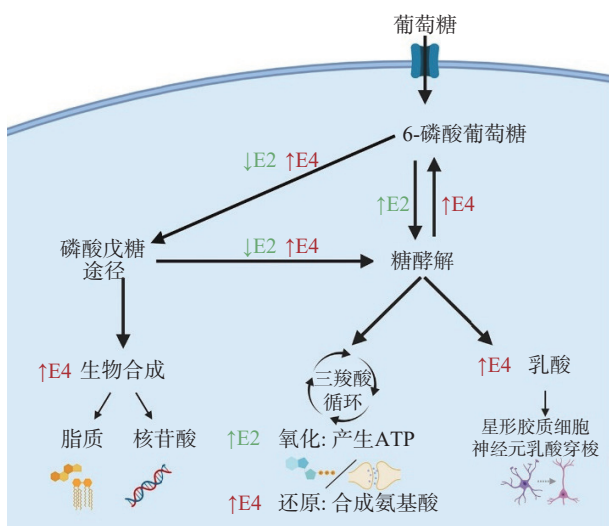 葡萄糖
6-磷酸葡萄糖
↓E2 ↑E4
↑E2
↑E4
磷酸戊糖
途径
↓E2 ↑E4
糖酵解
↑E4 生物合成
三羧酸
循环
↑E4 乳酸
脂质
核苷酸
↑E2 氧化: 产生ATP
星形胶质细胞
神经元乳酸穿梭
↑E4 还原: 合成氨基酸